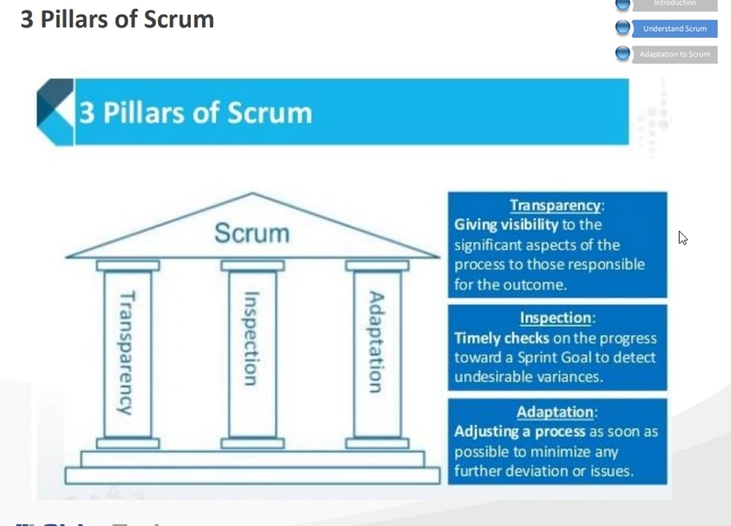 3 Pillars of Scrum
Introduction
Understand Scrum
Adaptation to Scrum
3 Pillars of Scrum
Scrum
Transparency
Inspection
Adaptation
Transparency:
Giving visibility to the
significant aspects of the
process to those responsible
for the outcome.
Inspection:
Timely checks on the progress
toward a Sprint Goal to detect
undesirable variances.
Adaptation:
Adjusting a process as soon as
possible to minimize any
further deviation or issues.